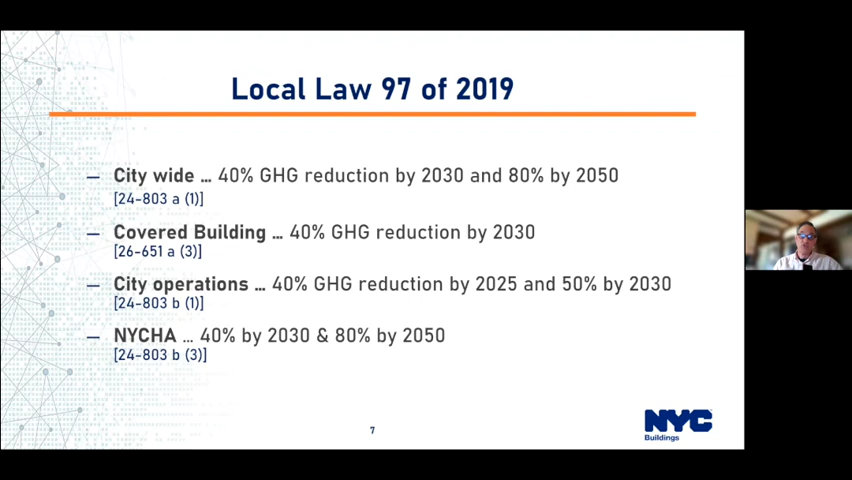 Local Law 97 of 2019
– City wide … 40% GHG reduction by 2030 and 80% by 2050
[24-803 a (1)]
– Covered Building … 40% GHG reduction by 2030
[26-651 a (3)]
– City operations … 40% GHG reduction by 2025 and 50% by 2030
[24-803 b (1)]
– NYCHA … 40% by 2030 & 80% by 2050
[24-803 b (3)]
7
NYC
Buildings